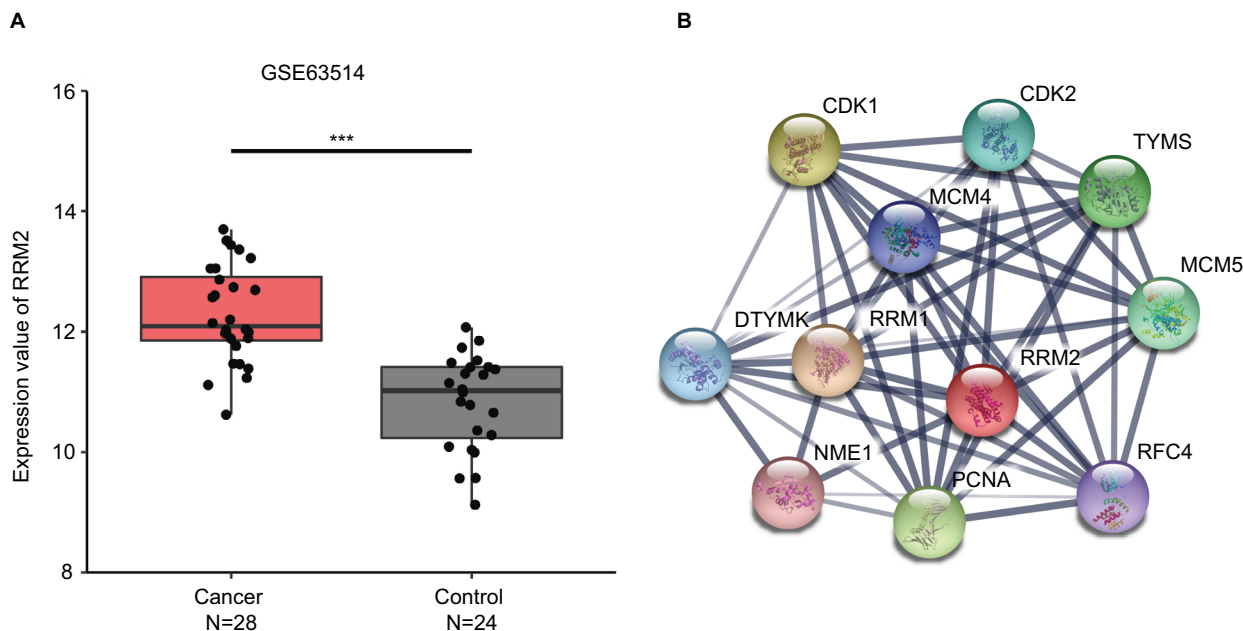 A
GSE63514
***
Expression value of RRM2
16
14
12
10
8
Cancer
N=28
Control
N=24
B
CDK1
CDK2
TYMS
MCM4
MCM5
DTYMK
RRM1
RRM2
NME1
PCNA
RFC4